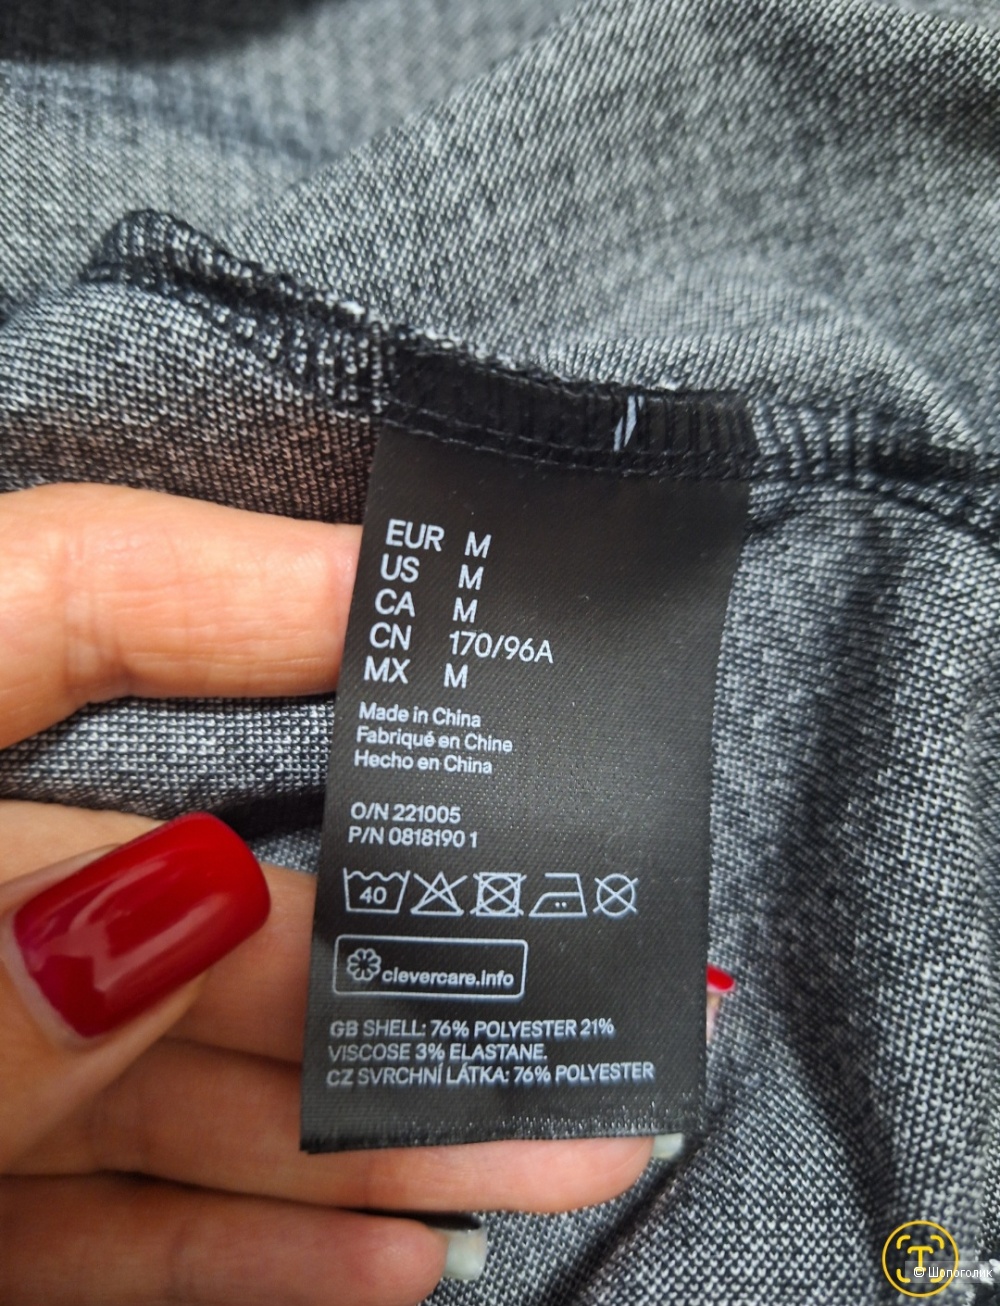 EUR M
US M
CA M
CN 170/96A
MX M
Made in China
Fabriqué en Chine
Hecho en China
O/N 221005
P/N 0818190 1
40
clevercare.info
GB SHELL: 76% POLYESTER 21%
VISCOSE 3% ELASTANE.
CZ SVRCHNÍ LÁTKA: 76% POLYESTER
T
© Шопоголик